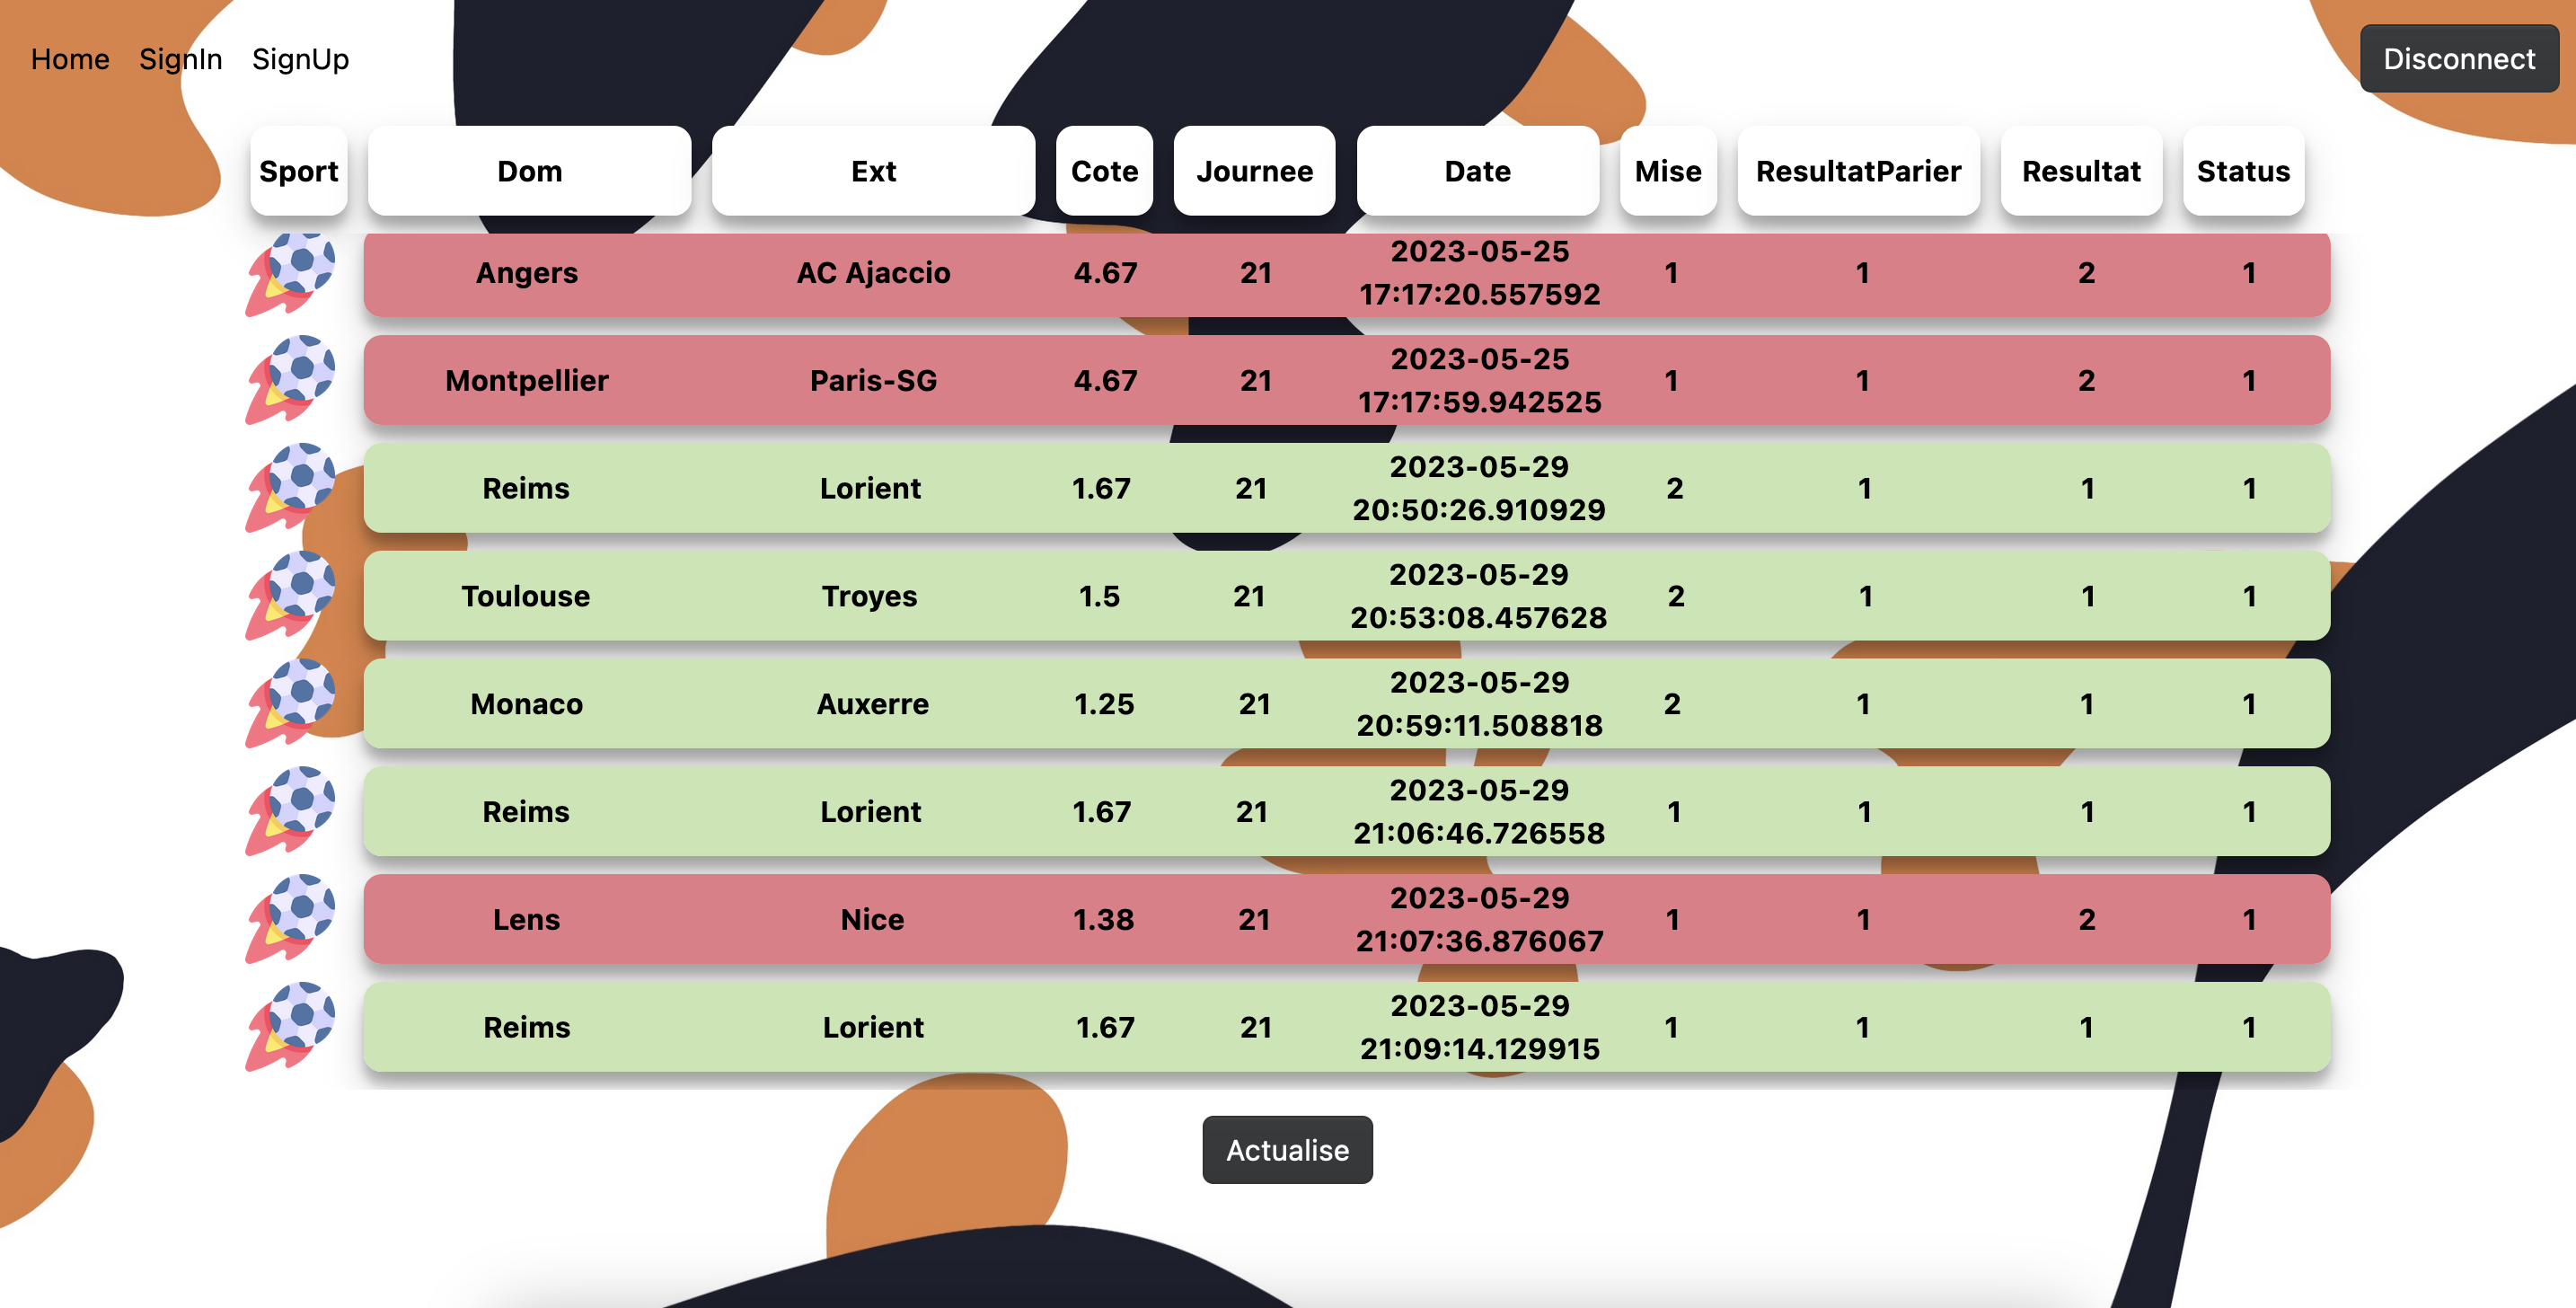 Home SignIn SignUp Disconnect
Sport Dom Ext Cote Journee Date Mise ResultatParier Resultat Status
Angers AC Ajaccio 4.67 21 2023-05-25 17:17:20.557592 1 1 2 1
Montpellier Paris-SG 4.67 21 2023-05-25 17:17:59.942525 1 1 2 1
Reims Lorient 1.67 21 2023-05-29 20:50:26.910929 2 1 1 1
Toulouse Troyes 1.5 21 2023-05-29 20:53:08.457628 2 1 1 1
Monaco Auxerre 1.25 21 2023-05-29 20:59:11.508818 2 1 1 1
Reims Lorient 1.67 21 2023-05-29 21:06:46.726558 1 1 1 1
Lens Nice 1.38 21 2023-05-29 21:07:36.876067 1 1 2 1
Reims Lorient 1.67 21 2023-05-29 21:09:14.129915 1 1 1 1
Actualise